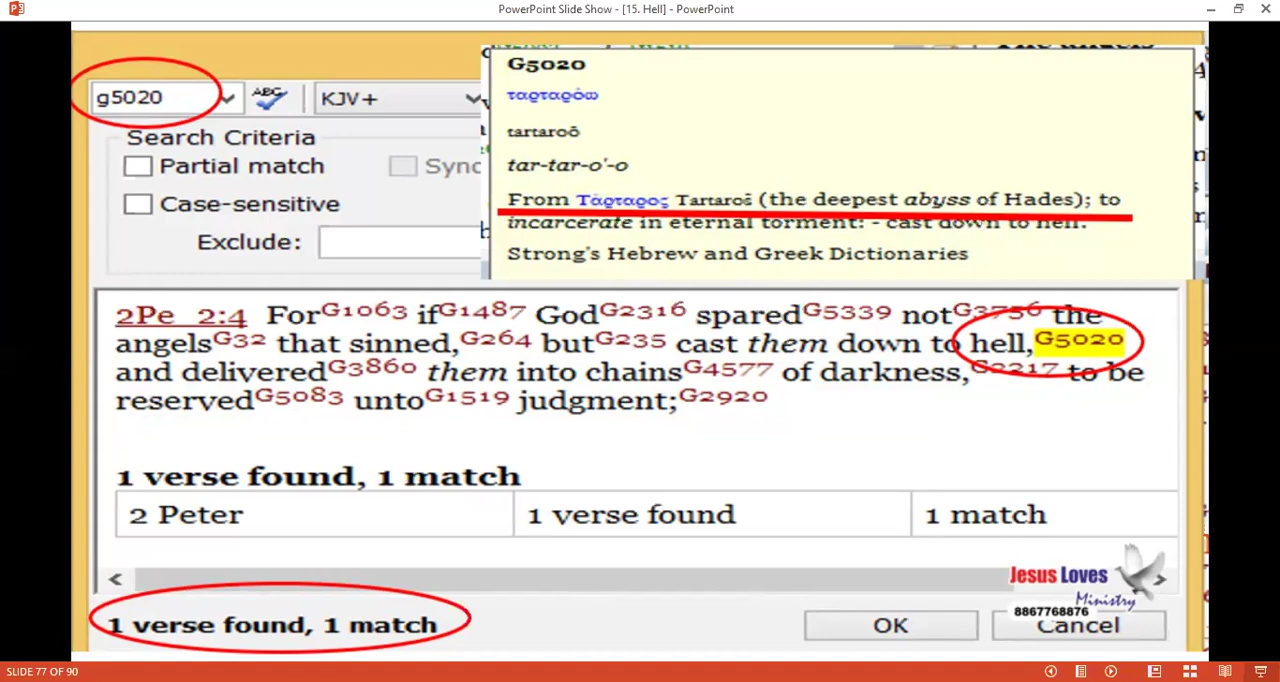 PowerPoint Slide Show - [15. Hell] - PowerPoint
g5020
ABC
KJV+
Search Criteria
Partial match
Sync
Case-sensitive
Exclude:
G5020
ταρταρόω
tartaroō
tar-tar-o'-o
From Τάρταρος Tartaroš (the deepest abyss of Hades); to
incarcerate in eternal torment: - cast down to hell.
Strong's Hebrew and Greek Dictionaries
2Pe 2:4 ForG1063 ifG1487 GodG2316 sparedG5339 notG3756 the
angelsG32 that sinned,G264 butG235 cast them down to hell,G5020
and deliveredG3860 them into chainsG4577 of darkness,G2217 to be
reservedG5083 untoG1519 judgment;G2920
1 verse found, 1 match
2 Peter 1 verse found 1 match
Jesus Loves
Ministry
8867768876
1 verse found, 1 match
OK
Cancel
SLIDE 77 OF 90